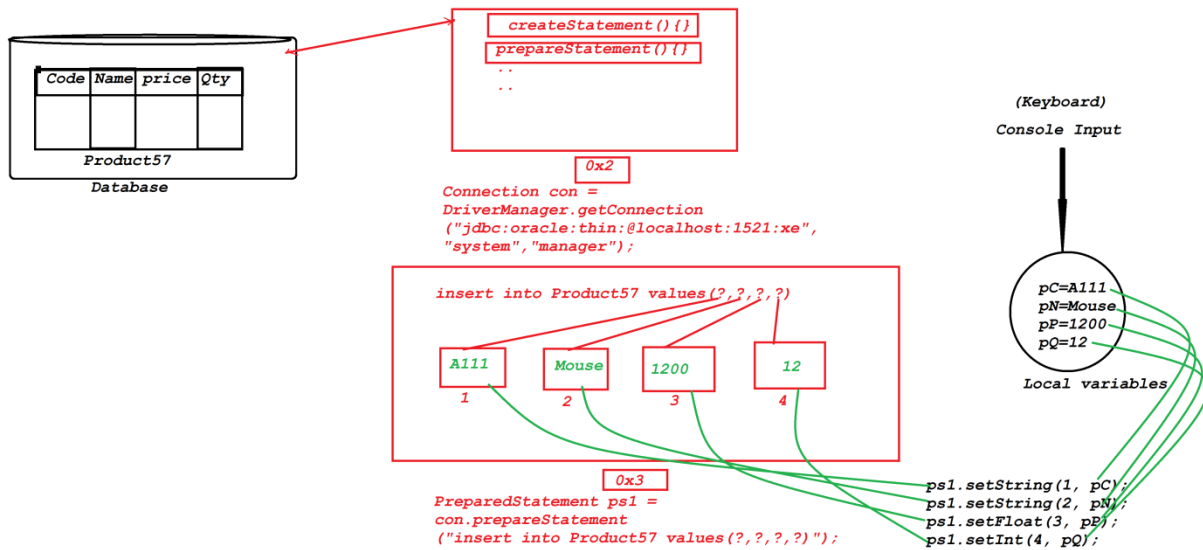 createStatement(){}
prepareStatement(){}
..
..
Code Name price Qty
Product57
Database
0x2
Connection con =
DriverManager.getConnection
("jdbc:oracle:thin:@localhost:1521:xe",
"system","manager");
(Keyboard)
Console Input
pC=A111
pN=Mouse
pP=1200
pQ=12
Local variables
insert into Product57 values(?,?,?,?)
A111 Mouse 1200 12
1 2 3 4
0x3
PreparedStatement ps1 =
con.prepareStatement
("insert into Product57 values(?,?,?,?)");
ps1.setString(1, pC);
ps1.setString(2, pN);
ps1.setFloat(3, pP);
ps1.setInt(4, pQ);